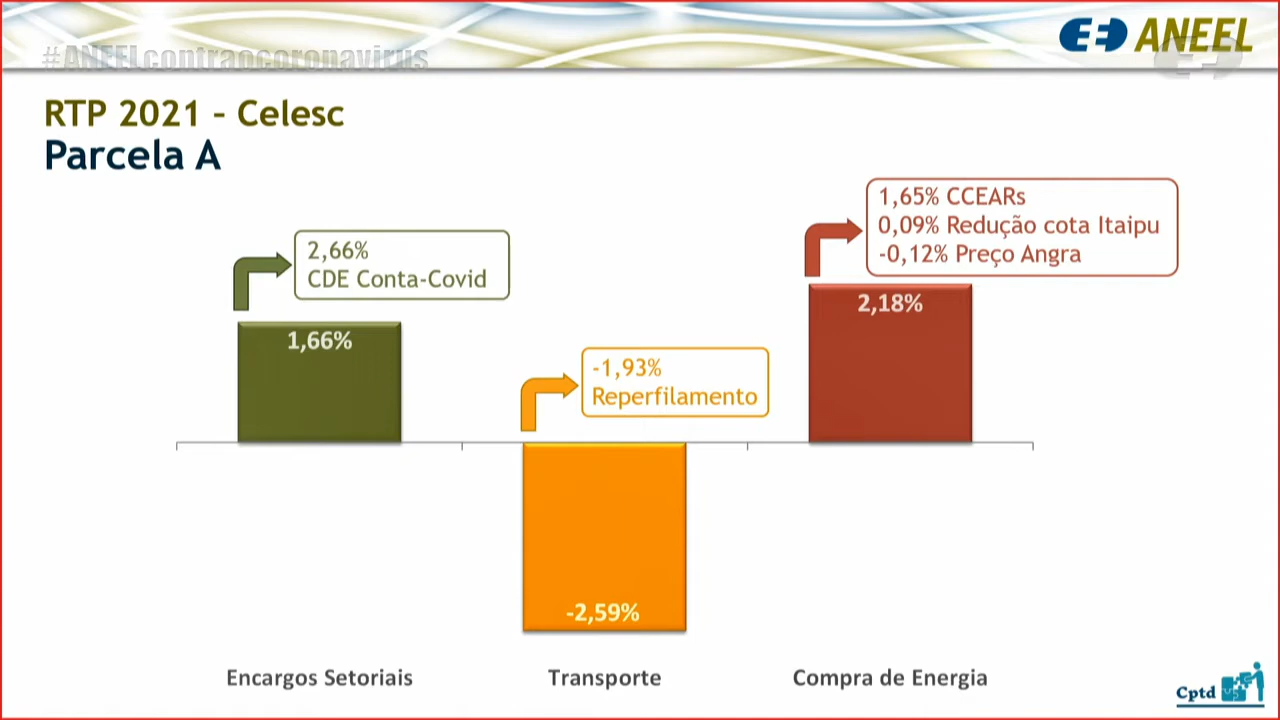 #ANEELcontraocoronavirus
ANEEL
RTP 2021 – Celesc
Parcela A
1,65% CCEARs
0,09% Redução cota Itaipu
-0,12% Preço Angra
2,66%
CDE Conta-Covid
2,18%
1,66%
-1,93%
Reperfilamento
-2,59%
Encargos Setoriais
Transporte
Compra de Energia
Cptd